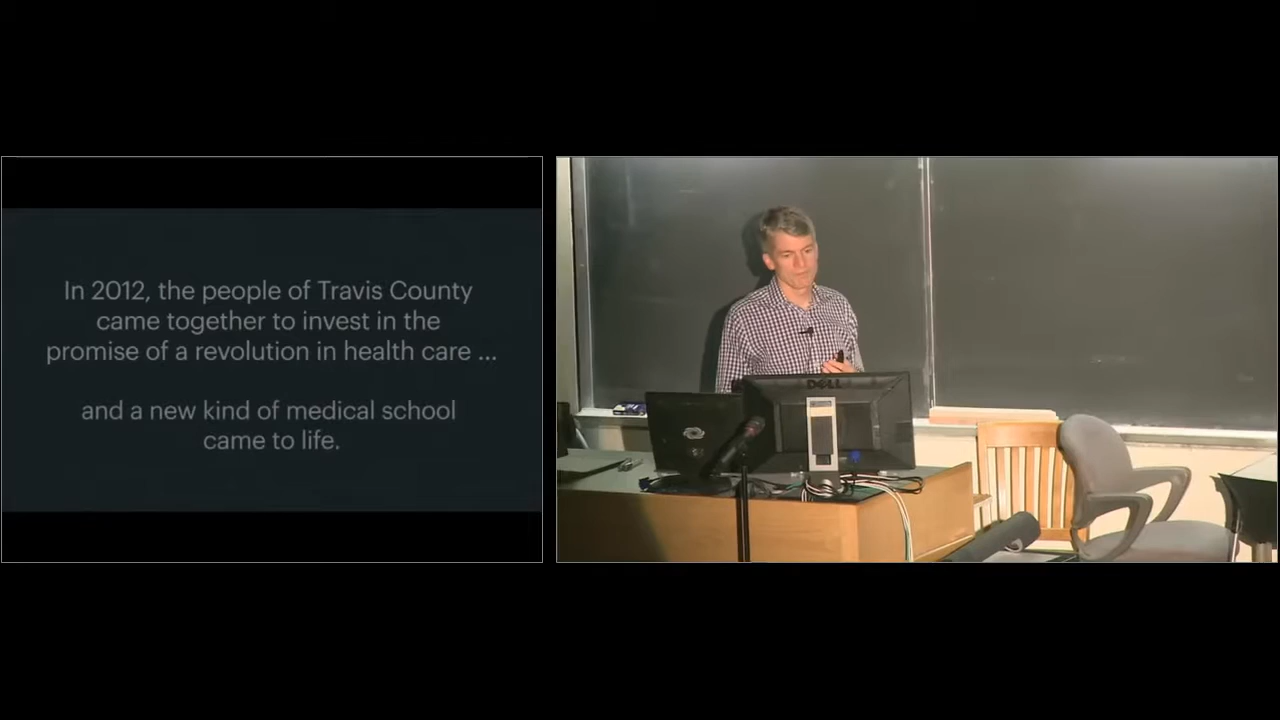 In 2012, the people of Travis County
came together to invest in the
promise of a revolution in health care ...
and a new kind of medical school
came to life.
DELL